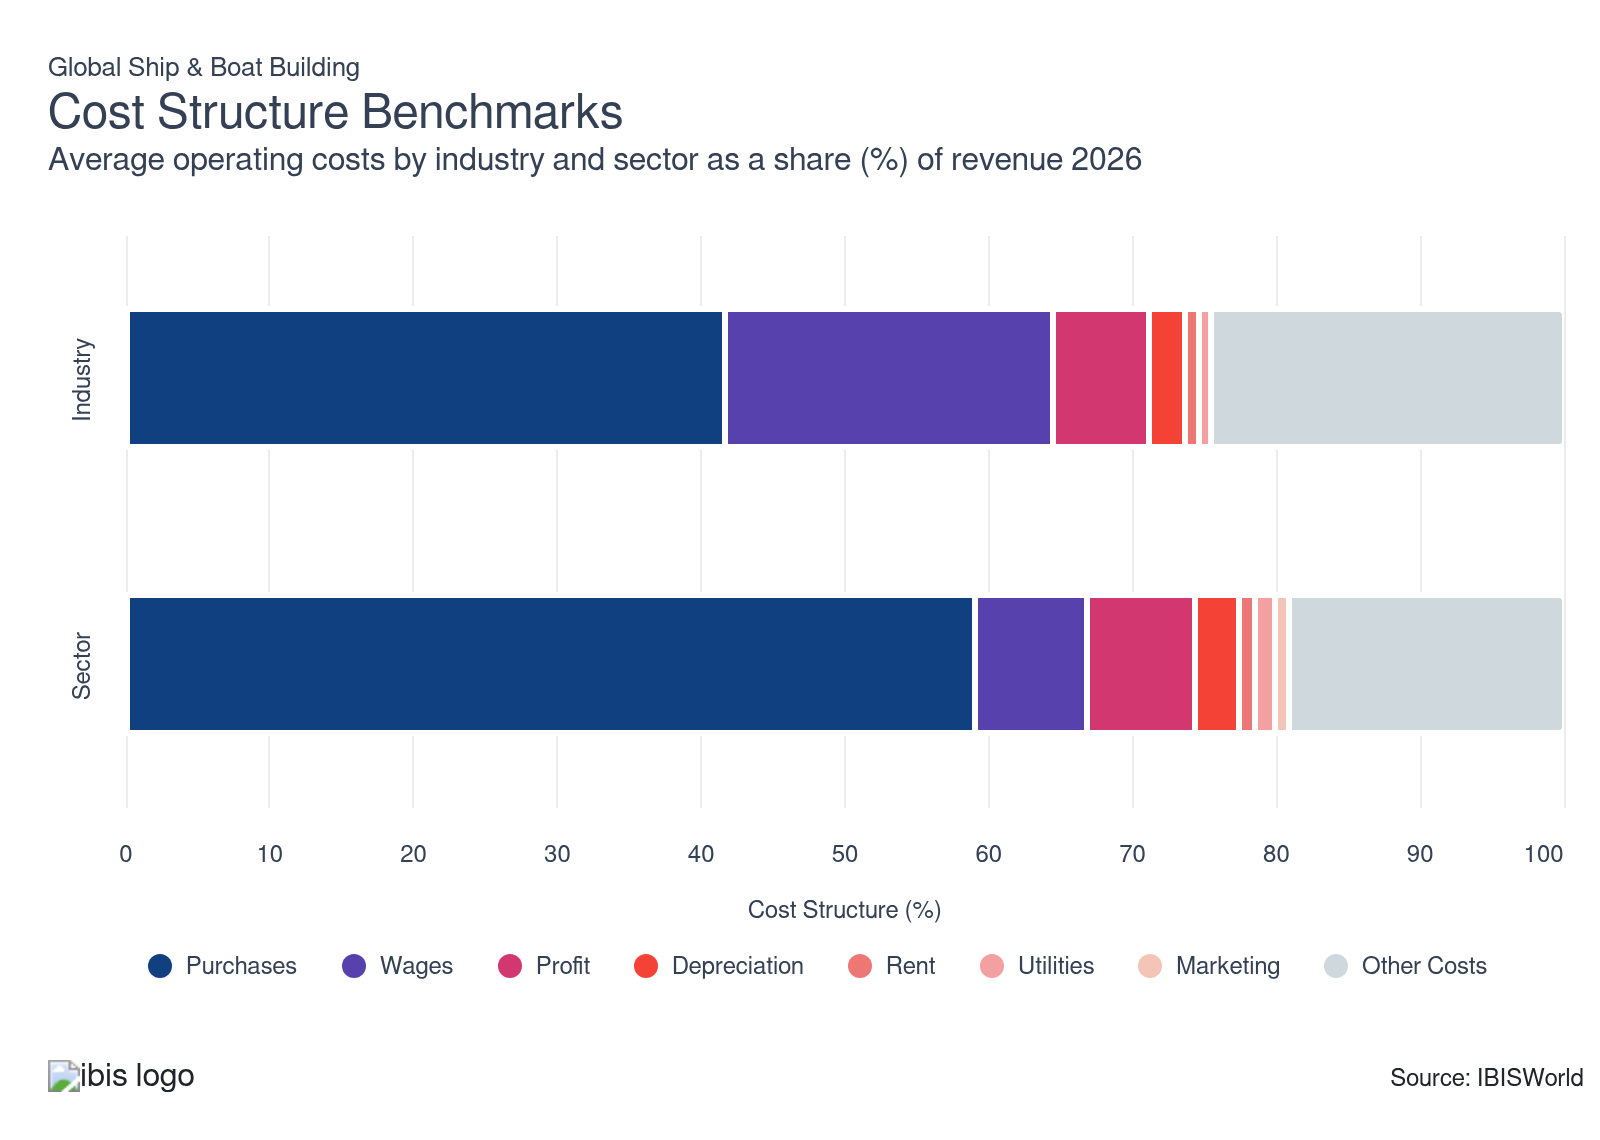 Global Ship & Boat Building
Cost Structure Benchmarks
Average operating costs by industry and sector as a share (%) of revenue 2026
Industry
Sector
0 10 20 30 40 50 60 70 80 90 100
Cost Structure (%)
Purchases Wages Profit Depreciation Rent Utilities Marketing Other Costs
ibis logo
Source: IBISWorld